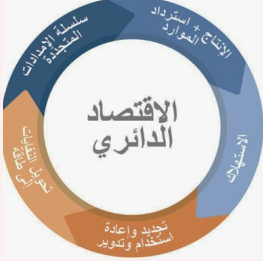 الاقتصاد
الدائري
الإنتاج + استرداد
الموارد
الاستهلاك
تجديد وإعادة
استخدام وتدوير
تحويل النفايات
إلى طاقة
سلسلة الإمدادات
المتجددة